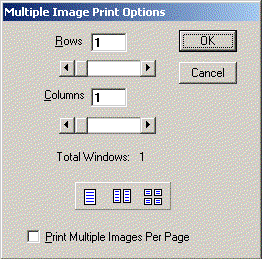 Multiple Image Print Options
Rows 1
OK
Cancel
Columns 1
Total Windows: 1
Print Multiple Images Per Page